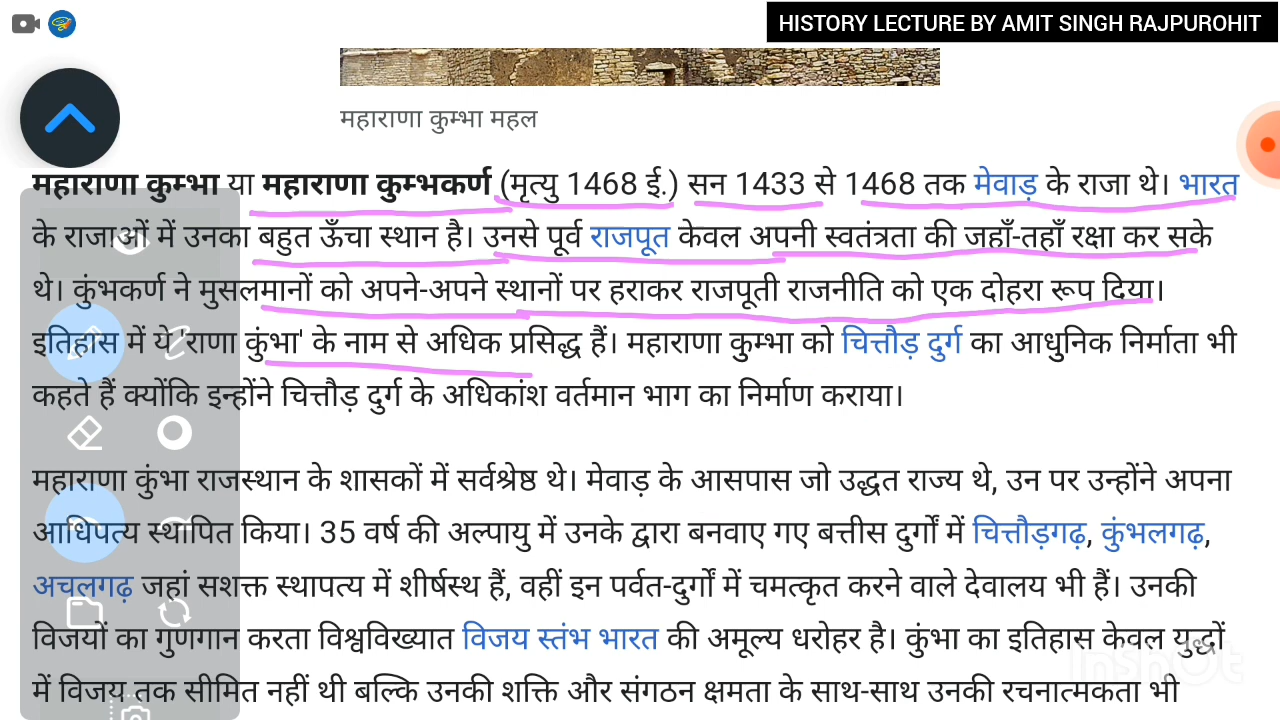 HISTORY LECTURE BY AMIT SINGH RAJPUROHIT
महाराणा कुम्भा महल
महाराणा कुम्भा या महाराणा कुम्भकर्ण (मृत्यु 1468 ई.) सन 1433 से 1468 तक मेवाड़ के राजा थे। भारत
के राजाओं में उनका बहुत ऊँचा स्थान है। उनसे पूर्व राजपूत केवल अपनी स्वतंत्रता की जहाँ-तहाँ रक्षा कर सके
थे। कुंभकर्ण ने मुसलमानों को अपने-अपने स्थानों पर हराकर राजपूती राजनीति को एक दोहरा रूप दिया।
इतिहास में ये 'राणा कुंभा' के नाम से अधिक प्रसिद्ध हैं। महाराणा कुम्भा को चित्तौड़ दुर्ग का आधुनिक निर्माता भी
कहते हैं क्योंकि इन्होंने चित्तौड़ दुर्ग के अधिकांश वर्तमान भाग का निर्माण कराया।
महाराणा कुंभा राजस्थान के शासकों में सर्वश्रेष्ठ थे। मेवाड़ के आसपास जो उद्धत राज्य थे, उन पर उन्होंने अपना
आधिपत्य स्थापित किया। 35 वर्ष की अल्पायु में उनके द्वारा बनवाए गए बत्तीस दुर्गों में चित्तौड़गढ़, कुंभलगढ़,
अचलगढ़ जहां सशक्त स्थापत्य में शीर्षस्थ हैं, वहीं इन पर्वत-दुर्गों में चमत्कृत करने वाले देवालय भी हैं। उनकी
विजयों का गुणगान करता विश्वविख्यात विजय स्तंभ भारत की अमूल्य धरोहर है। कुंभा का इतिहास केवल युद्धों
में विजय तक सीमित नहीं थी बल्कि उनकी शक्ति और संगठन क्षमता के साथ-साथ उनकी रचनात्मकता भी
InShOt